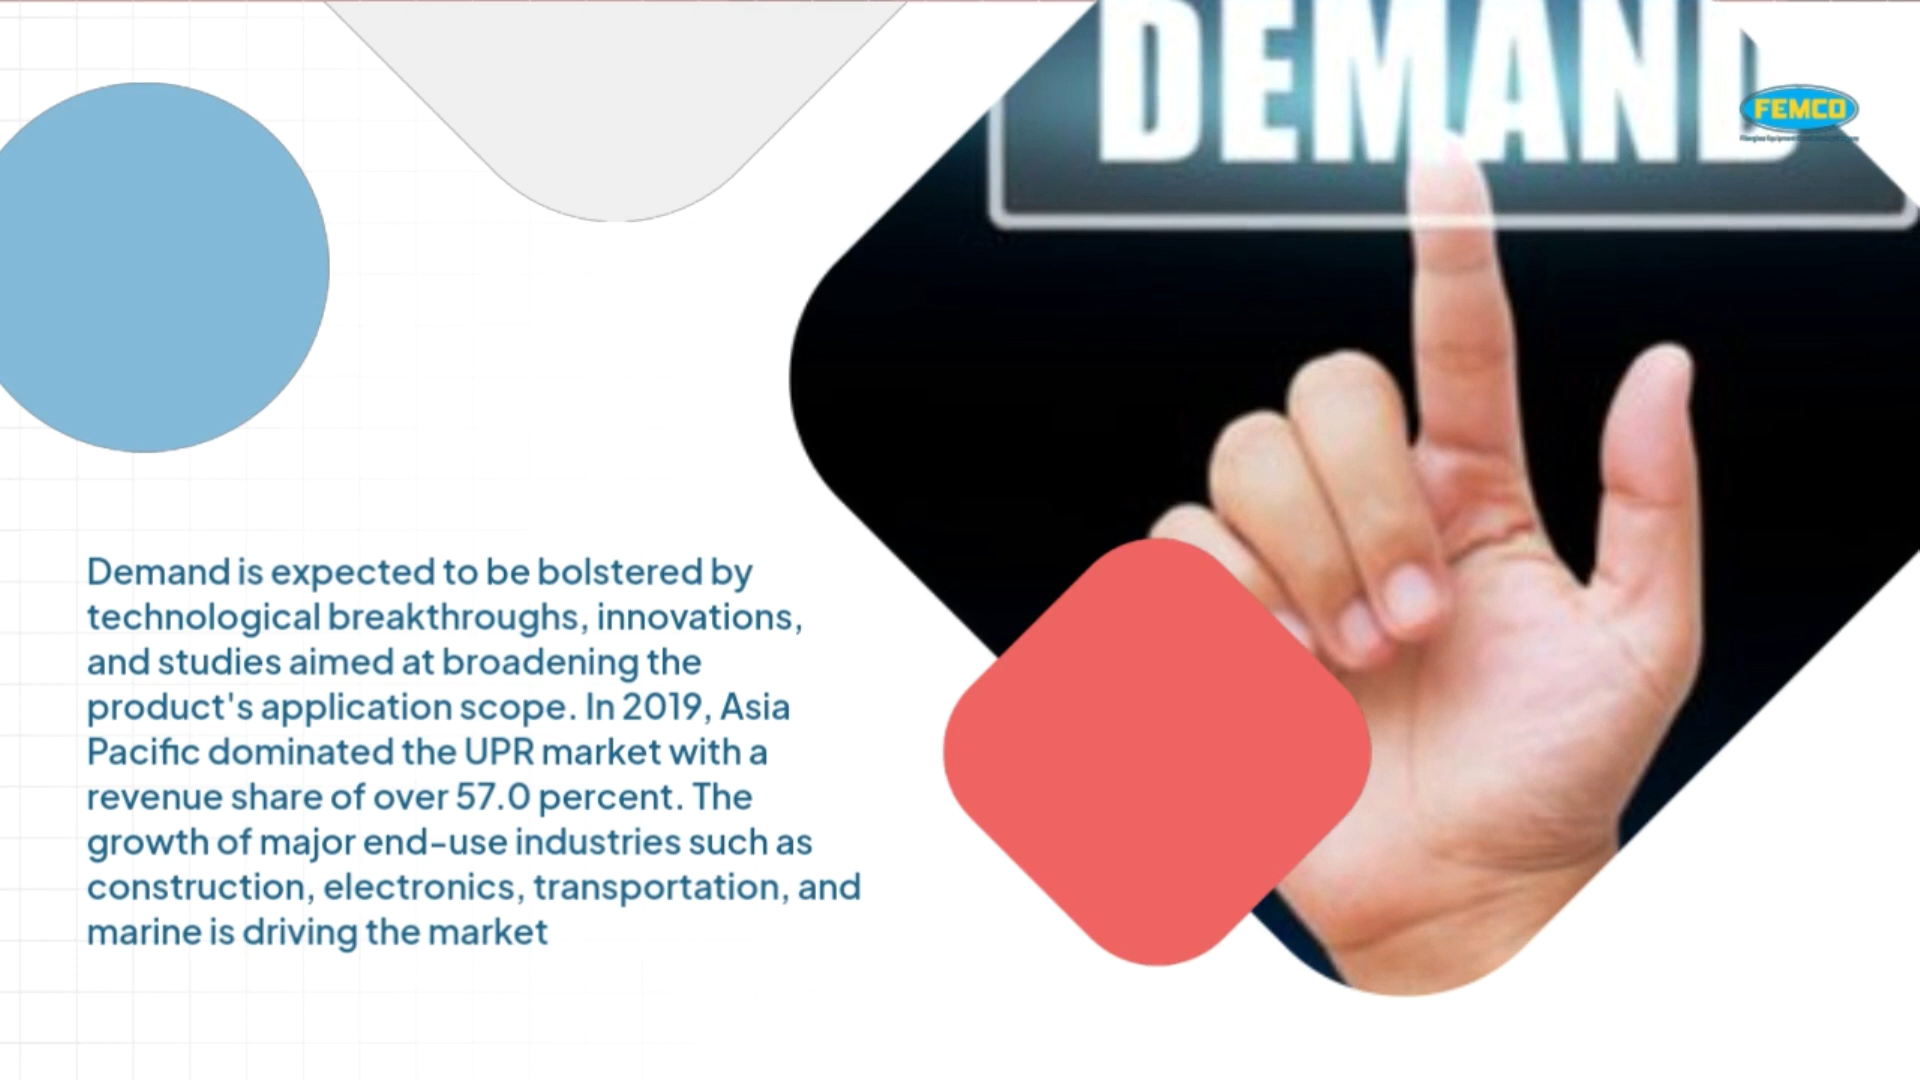 DEMAND
FEMCO
Demand is expected to be bolstered by
technological breakthroughs, innovations,
and studies aimed at broadening the
product's application scope. In 2019, Asia
Pacific dominated the UPR market with a
revenue share of over 57.0 percent. The
growth of major end-use industries such as
construction, electronics, transportation, and
marine is driving the market